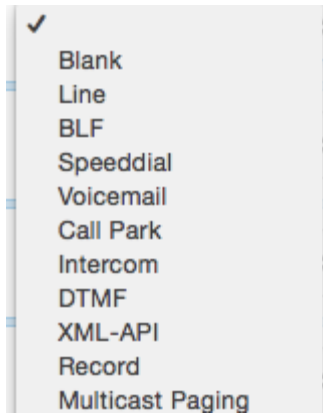 Blank
Line
BLF
Speeddial
Voicemail
Call Park
Intercom
DTMF
XML-API
Record
Multicast Paging